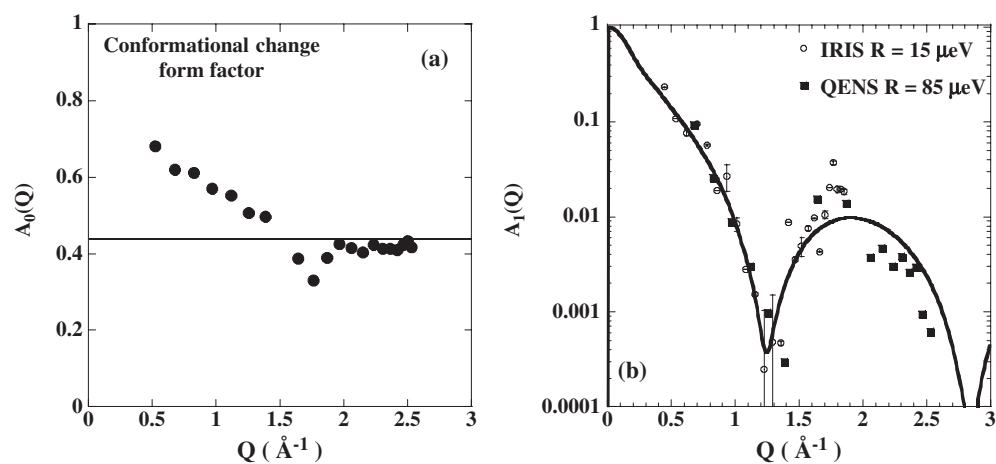 1
0.8
0.6
0.4
0.2
0
0
0.5
1
1.5
2
2.5
3
Conformational change
form factor
(a)
A₀(Q)
Q ( Å⁻¹)
1
0.1
0.01
0.001
0.0001
0
0.5
1
1.5
2
2.5
3
IRIS R = 15 µeV
QENS R = 85 µeV
(b)
A₁(Q)
Q ( Å⁻¹)